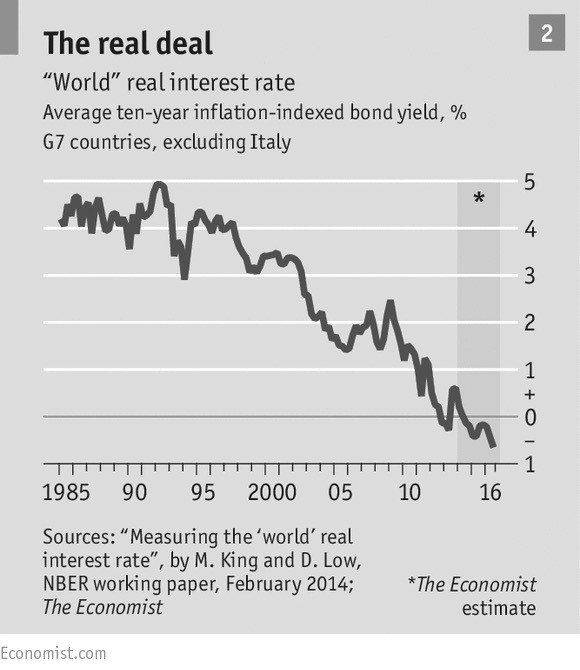 The real deal
2
“World” real interest rate
Average ten-year inflation-indexed bond yield, %
G7 countries, excluding Italy
*
5
4
3
2
1
+
0
–
1
1985 90 95 2000 05 10 16
Sources: “Measuring the ‘world’ real
interest rate”, by M. King and D. Low,
NBER working paper, February 2014;
The Economist
*The Economist
estimate
Economist.com